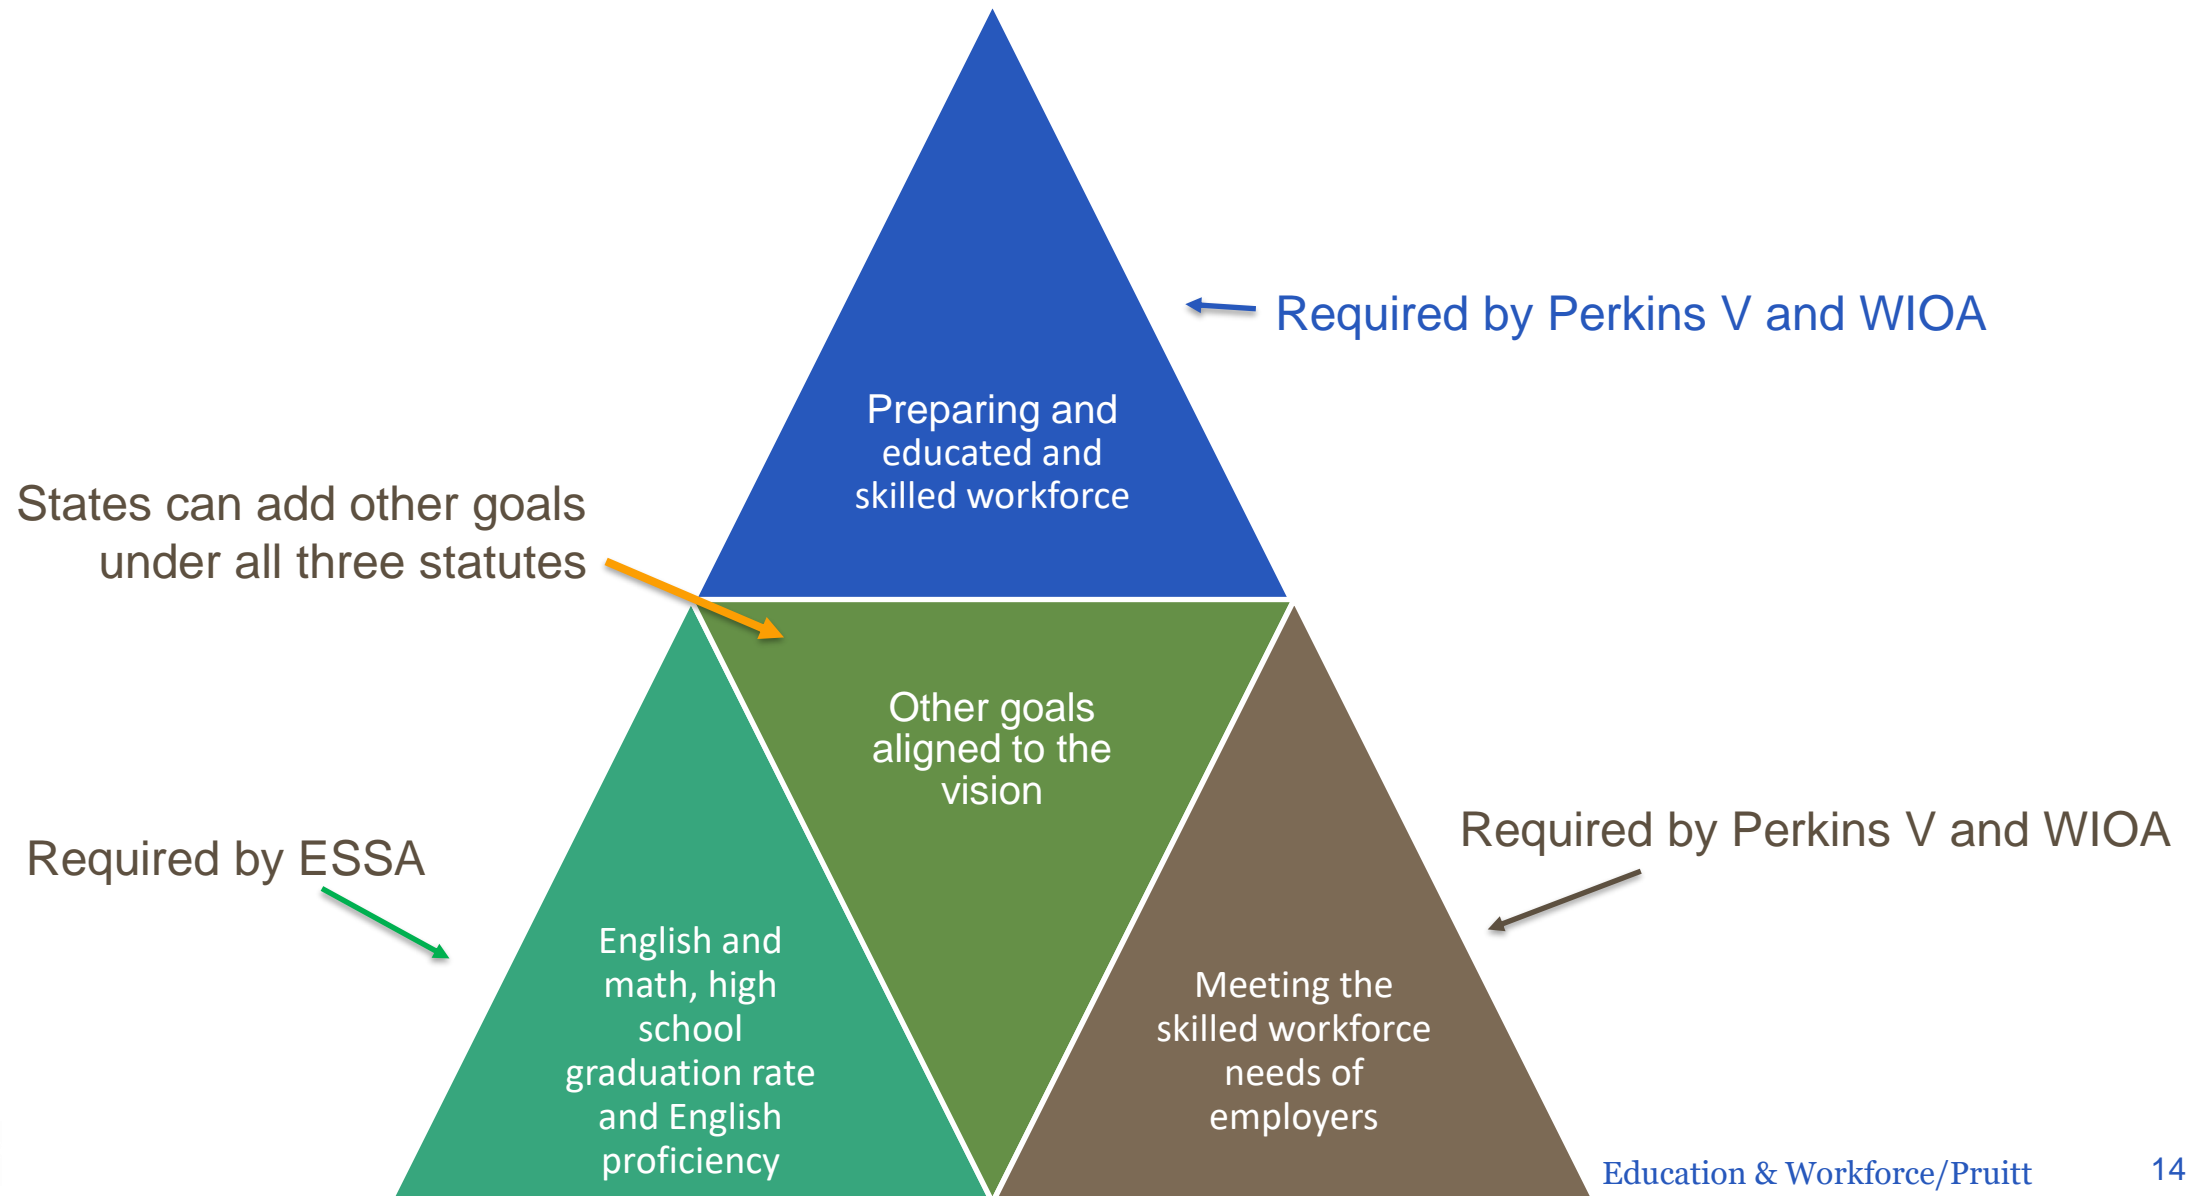 Required by Perkins V and WIOA
Preparing and
educated and
skilled workforce
States can add other goals
under all three statutes
Other goals
aligned to the
vision
Required by ESSA
English and
math, high
school
graduation rate
and English
proficiency
Required by Perkins V and WIOA
Meeting the
skilled workforce
needs of
employers
Education & Workforce/Pruitt
14